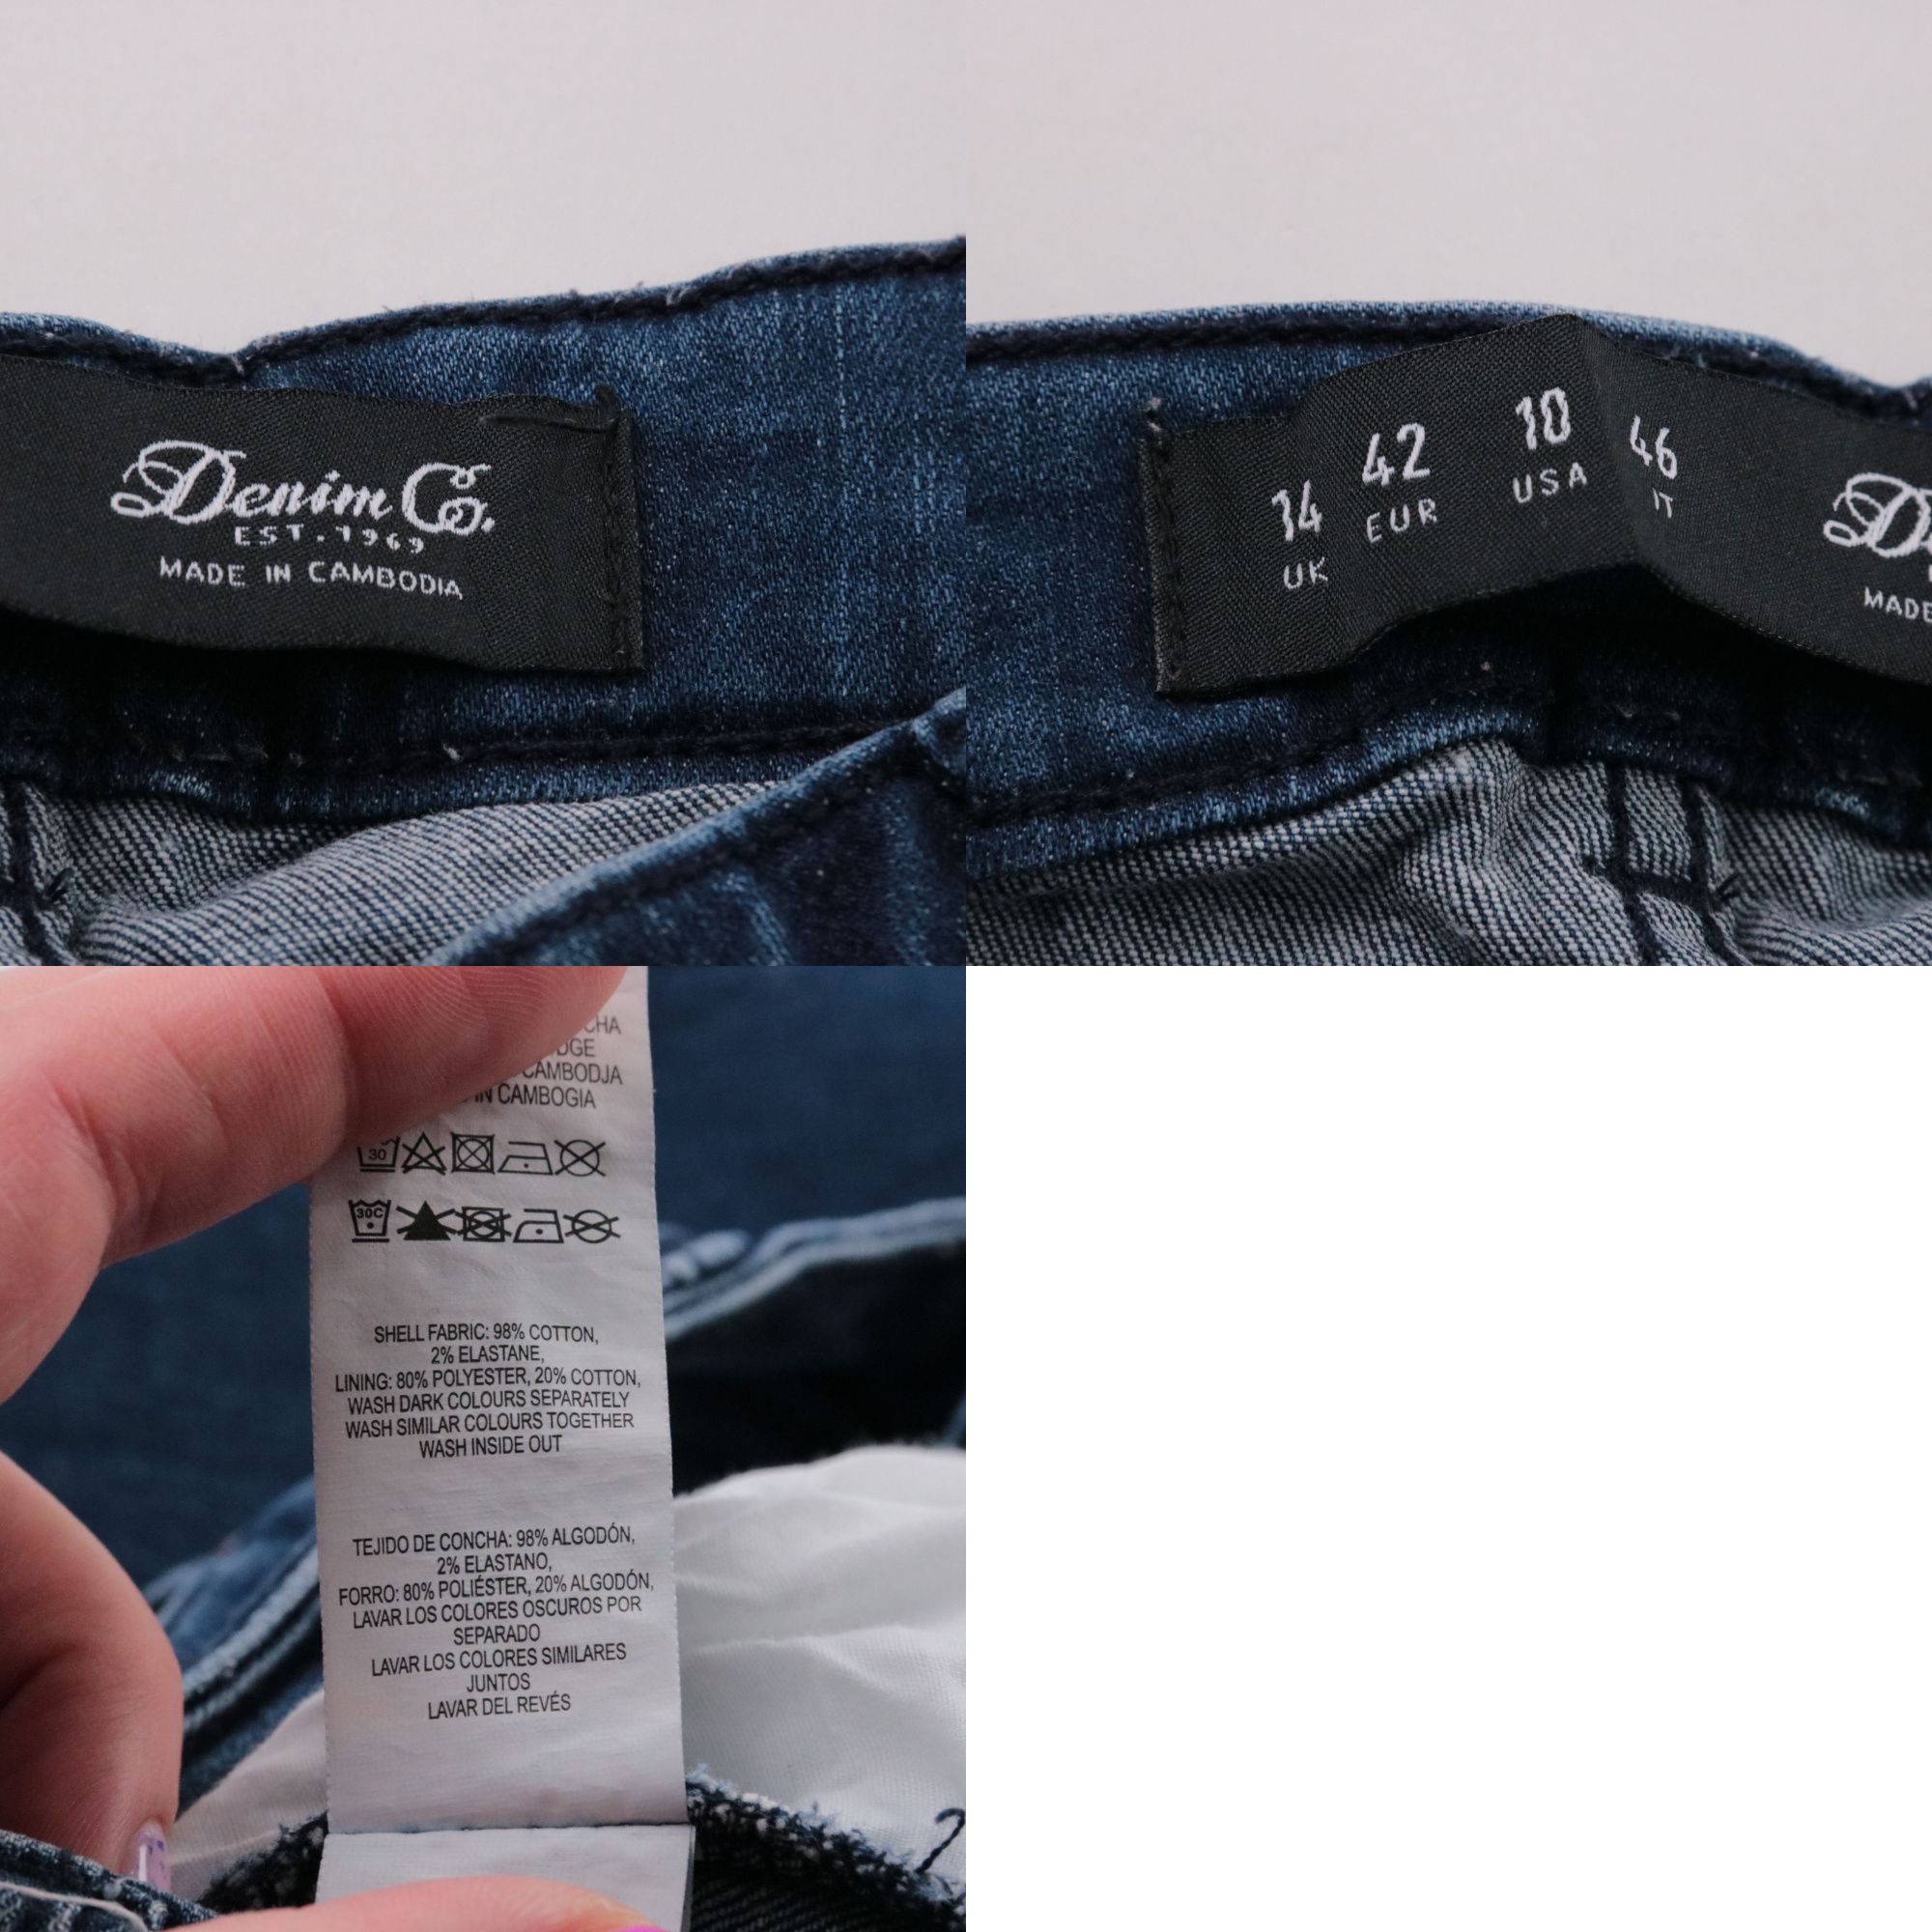 Denim Co.
EST. 1969
MADE IN CAMBODIA
14 42 10 46
UK EUR USA IT
MADE
CAMBODJA
IN CAMBOGIA
30
30C
SHELL FABRIC: 98% COTTON,
2% ELASTANE,
LINING: 80% POLYESTER, 20% COTTON,
WASH DARK COLOURS SEPARATELY
WASH SIMILAR COLOURS TOGETHER
WASH INSIDE OUT
TEJIDO DE CONCHA: 98% ALGODÓN,
2% ELASTANO,
FORRO: 80% POLIÉSTER, 20% ALGODÓN,
LAVAR LOS COLORES OSCUROS POR
SEPARADO
LAVAR LOS COLORES SIMILARES
JUNTOS
LAVAR DEL REVÉS